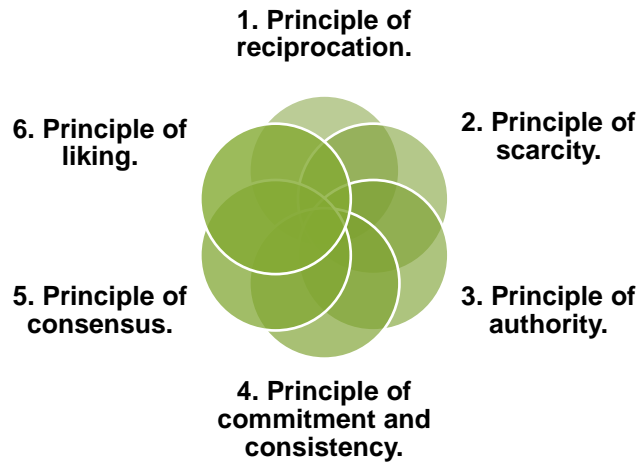 1. Principle of
reciprocation.
2. Principle of
scarcity.
3. Principle of
authority.
4. Principle of
commitment and
consistency.
5. Principle of
consensus.
6. Principle of
liking.